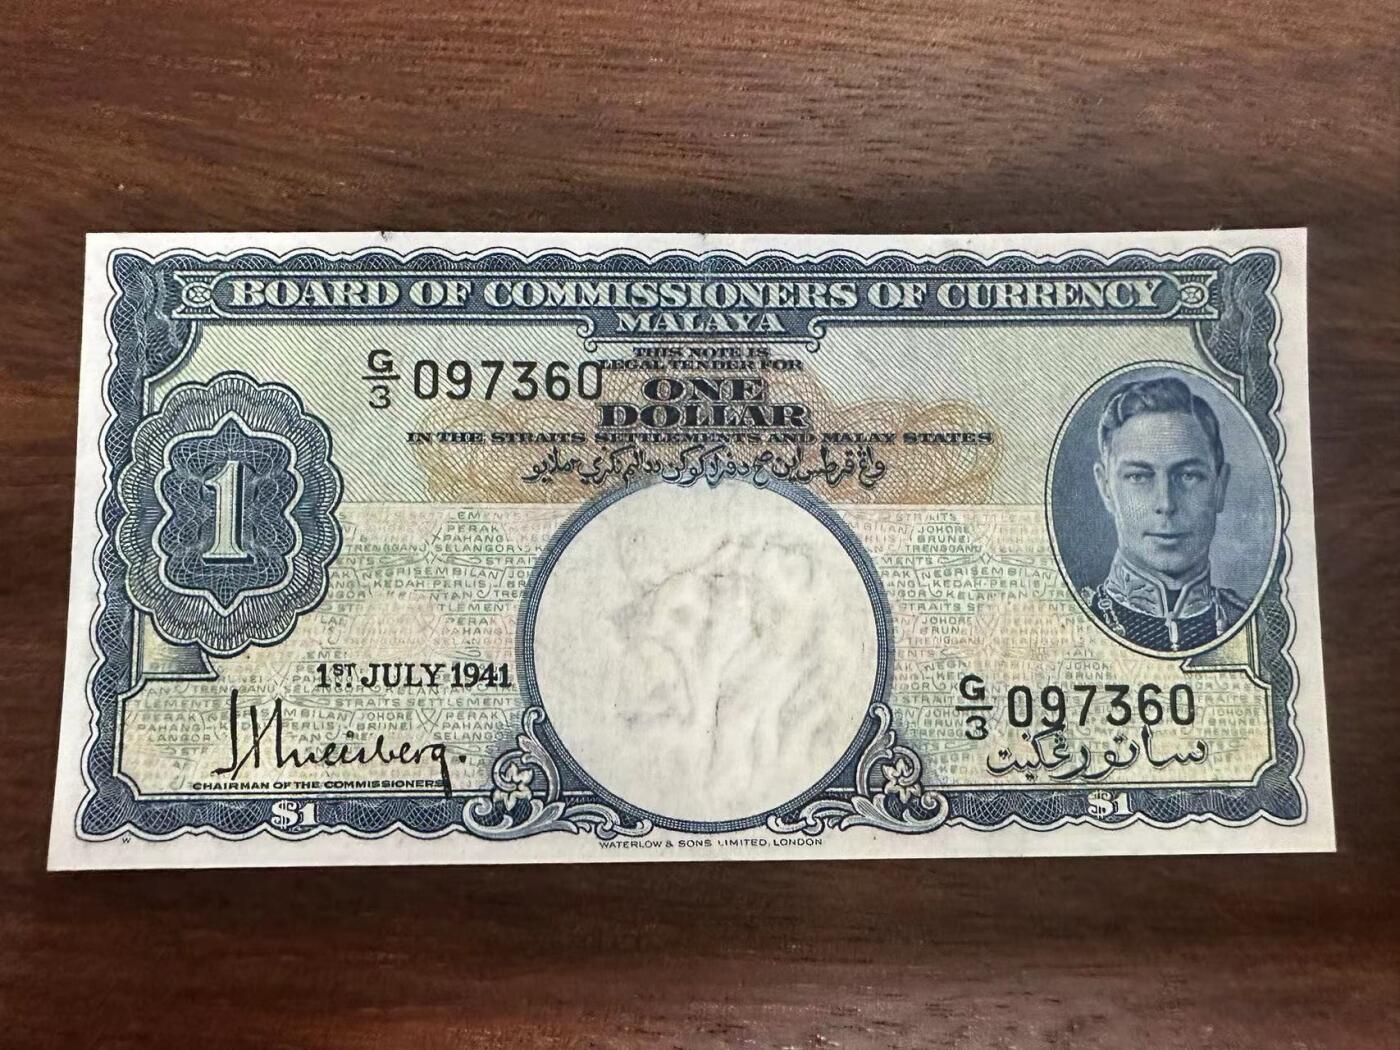 BOARD OF COMMISSIONERS OF CURRENCY
MALAYA
THIS NOTE IS
LEGAL TENDER FOR
G/3 097360
ONE
DOLLAR
IN THE STRAITS SETTLEMENTS AND MALAY STATES
1
1ST JULY 1941
G/3 097360
CHAIRMAN OF THE COMMISSIONERS
ساتو رڠݢيت
$1
$1
W
WATERLOW & SONS LIMITED, LONDON